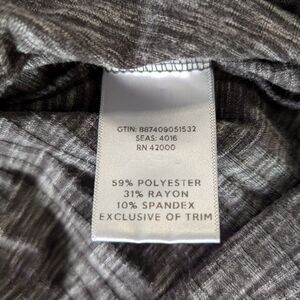 GTIN: 887409051532
SEAS: 4016
RN 42000
59% POLYESTER
31% RAYON
10% SPANDEX
EXCLUSIVE OF TRIM